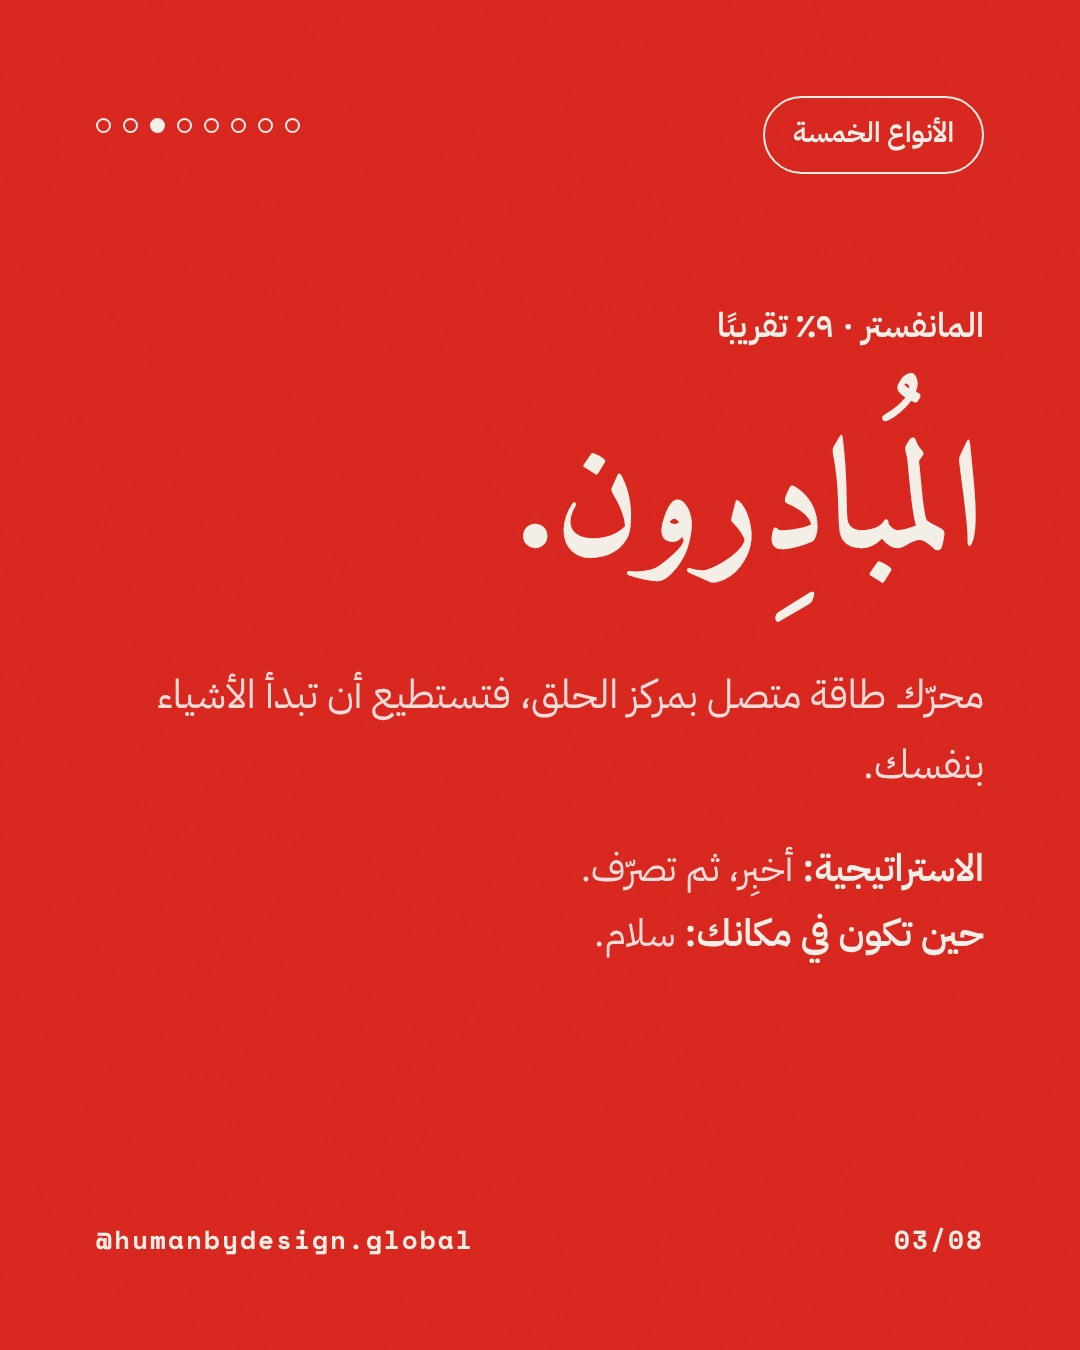 الأنواع الخمسة
المانفستر · ٩٪ تقريبًا
المُبادِرون.
محرّك طاقة متصل بمركز الحلق، فتستطيع أن تبدأ الأشياء
بنفسك.
الاستراتيجية: أخبِر، ثم تصرّف.
حين تكون في مكانك: سلام.
@humanbydesign.global
03/08